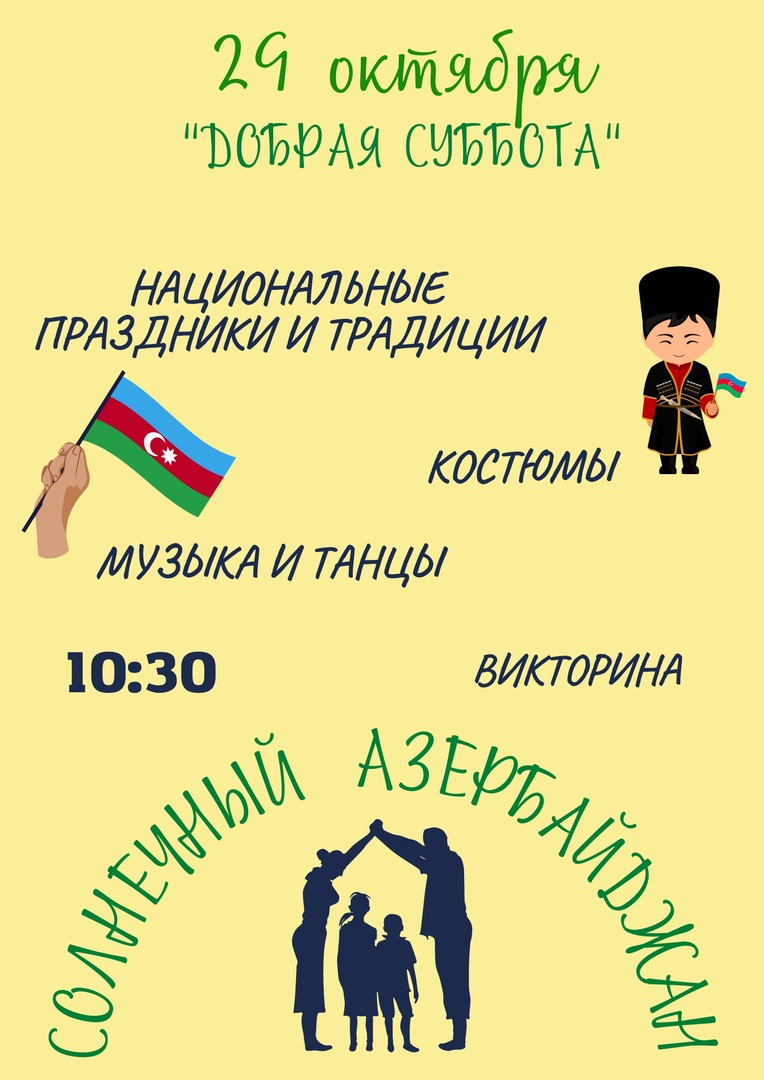 29 октября
"ДОБРАЯ СУББОТА"
НАЦИОНАЛЬНЫЕ
ПРАЗДНИКИ И ТРАДИЦИИ
КОСТЮМЫ
МУЗЫКА И ТАНЦЫ
10:30
ВИКТОРИНА
СОЛНЕЧНЫЙ АЗЕРБАЙДЖАН